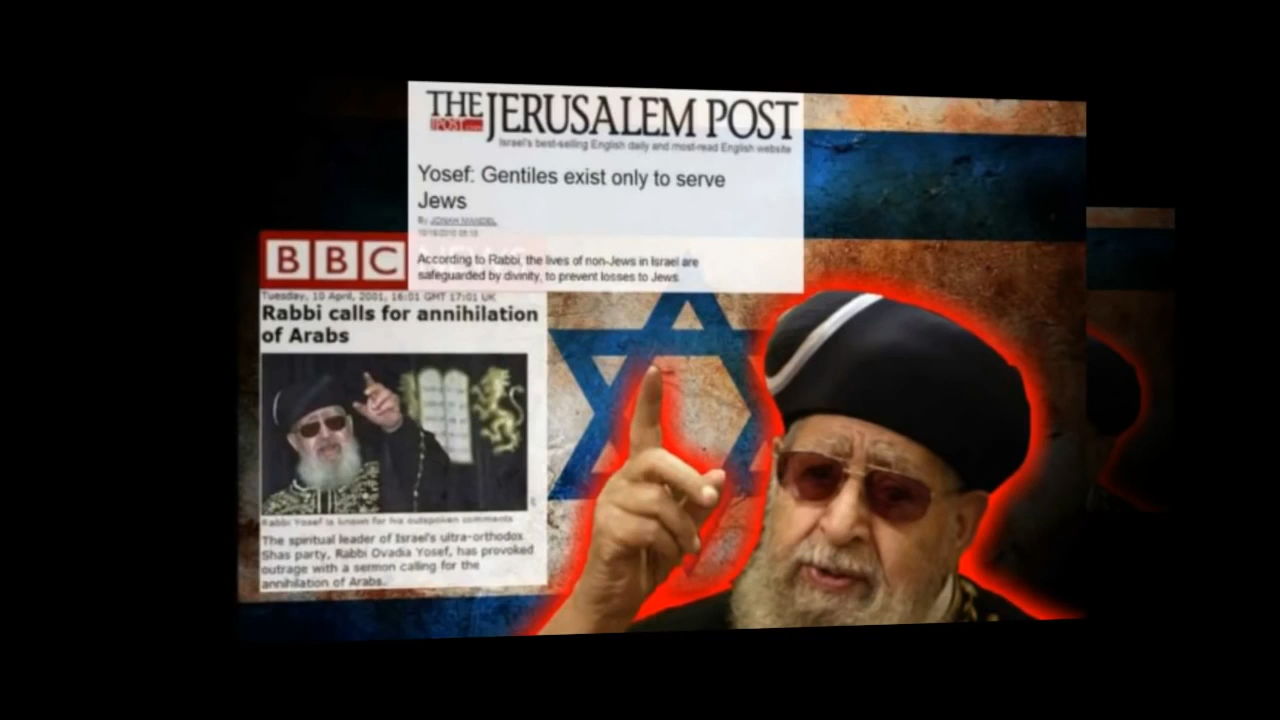 THE JERUSALEM POST
Israel's best-selling English daily and most-read English website
Yosef: Gentiles exist only to serve
Jews
By JONAH MANDEL
According to Rabbi, the lives of non-Jews in Israel are
safeguarded by divinity, to prevent losses to Jews.
BBC NEWS
Tuesday, 10 April, 2001, 16:01 GMT 17:01 UK
Rabbi calls for annihilation
of Arabs
Rabbi Yosef is known for his outspoken comments
The spiritual leader of Israel's ultra-orthodox
Shas party, Rabbi Ovadia Yosef, has provoked
outrage with a sermon calling for the
annihilation of Arabs.